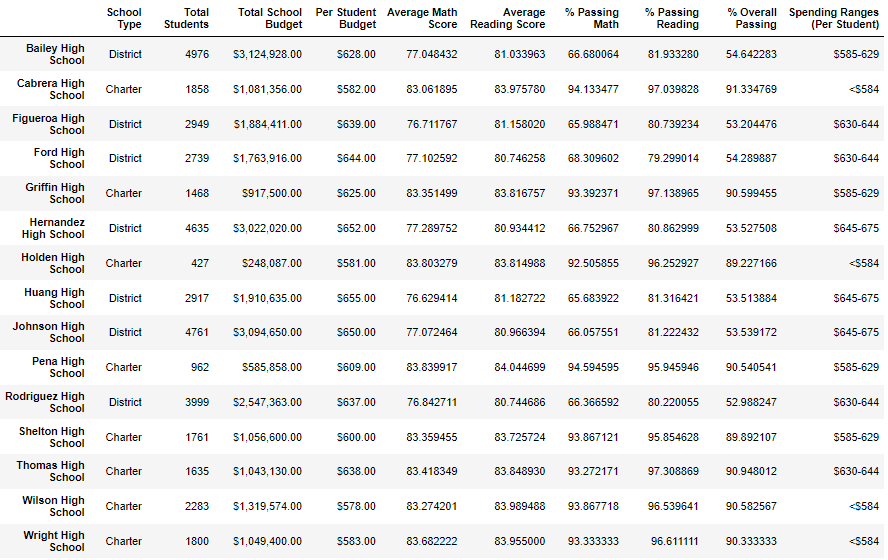 School Type Total Students Total School Budget Per Student Budget Average Math Score Average Reading Score % Passing Math % Passing Reading % Overall Passing Spending Ranges (Per Student)
Bailey High School District 4976 $3,124,928.00 $628.00 77.048432 81.033963 66.680064 81.933280 54.642283 $585-629
Cabrera High School Charter 1858 $1,081,356.00 $582.00 83.061895 83.975780 94.133477 97.039828 91.334769 <$584
Figueroa High School District 2949 $1,884,411.00 $639.00 76.711767 81.158020 65.988471 80.739234 53.204476 $630-644
Ford High School District 2739 $1,763,916.00 $644.00 77.102592 80.746258 68.309602 79.299014 54.289887 $630-644
Griffin High School Charter 1468 $917,500.00 $625.00 83.351499 83.816757 93.392371 97.138965 90.599455 $585-629
Hernandez High School District 4635 $3,022,020.00 $652.00 77.289752 80.934412 66.752967 80.862999 53.527508 $645-675
Holden High School Charter 427 $248,087.00 $581.00 83.803279 83.814988 92.505855 96.252927 89.227166 <$584
Huang High School District 2917 $1,910,635.00 $655.00 76.629414 81.182722 65.683922 81.316421 53.513884 $645-675
Johnson High School District 4761 $3,094,650.00 $650.00 77.072464 80.966394 66.057551 81.222432 53.539172 $645-675
Pena High School Charter 962 $585,858.00 $609.00 83.839917 84.044699 94.594595 95.945946 90.540541 $585-629
Rodriguez High School District 3999 $2,547,363.00 $637.00 76.842711 80.744686 66.366592 80.220055 52.988247 $630-644
Shelton High School Charter 1761 $1,056,600.00 $600.00 83.359455 83.725724 93.867121 95.854628 89.892107 $585-629
Thomas High School Charter 1635 $1,043,130.00 $638.00 83.418349 83.848930 93.272171 97.308869 90.948012 $630-644
Wilson High School Charter 2283 $1,319,574.00 $578.00 83.274201 83.989488 93.867718 96.539641 90.582567 <$584
Wright High School Charter 1800 $1,049,400.00 $583.00 83.682222 83.955000 93.333333 96.611111 90.333333 <$584